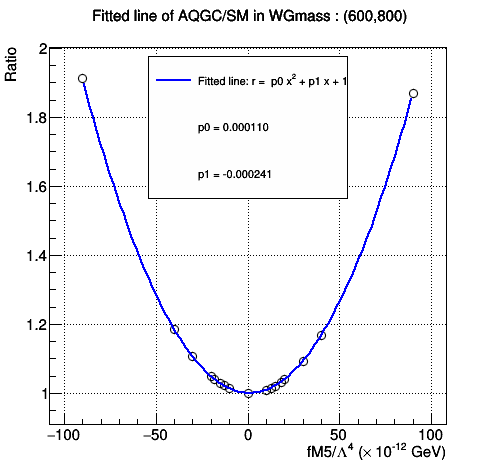 Fitted line of AQGC/SM in WGmass : (600,800)
Ratio
2
1.8
1.6
1.4
1.2
1
Fitted line: r = p0 x² + p1 x + 1
p0 = 0.000110
p1 = -0.000241
−100 −50 0 50 100
fM5/Λ⁴ (× 10⁻¹² GeV)